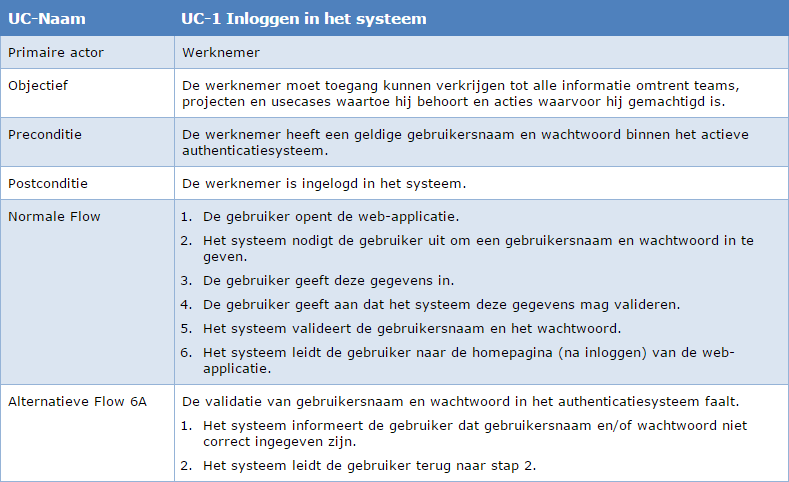 UC-Naam UC-1 Inloggen in het systeem
Primaire actor Werknemer
Objectief De werknemer moet toegang kunnen verkrijgen tot alle informatie omtrent teams,
projecten en usecases waartoe hij behoort en acties waarvoor hij gemachtigd is.
Preconditie De werknemer heeft een geldige gebruikersnaam en wachtwoord binnen het actieve
authenticatiesysteem.
Postconditie De werknemer is ingelogd in het systeem.
Normale Flow 1. De gebruiker opent de web-applicatie.
2. Het systeem nodigt de gebruiker uit om een gebruikersnaam en wachtwoord in te
geven.
3. De gebruiker geeft deze gegevens in.
4. De gebruiker geeft aan dat het systeem deze gegevens mag valideren.
5. Het systeem valideert de gebruikersnaam en het wachtwoord.
6. Het systeem leidt de gebruiker naar de homepagina (na inloggen) van de web-
applicatie.
Alternatieve Flow 6A De validatie van gebruikersnaam en wachtwoord in het authenticatiesysteem faalt.
1. Het systeem informeert de gebruiker dat gebruikersnaam en/of wachtwoord niet
correct ingegeven zijn.
2. Het systeem leidt de gebruiker terug naar stap 2.